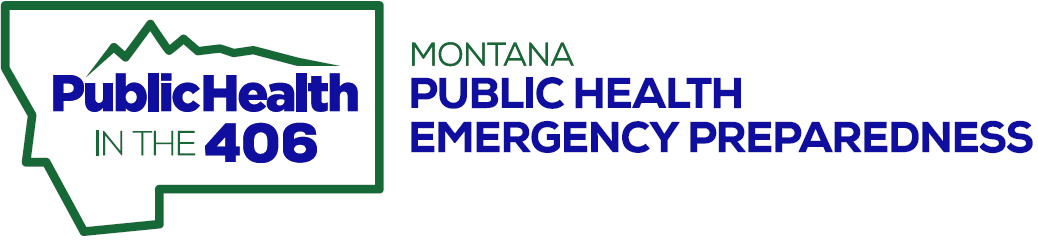 PublicHealth
IN THE 406
MONTANA
PUBLIC HEALTH
EMERGENCY PREPAREDNESS